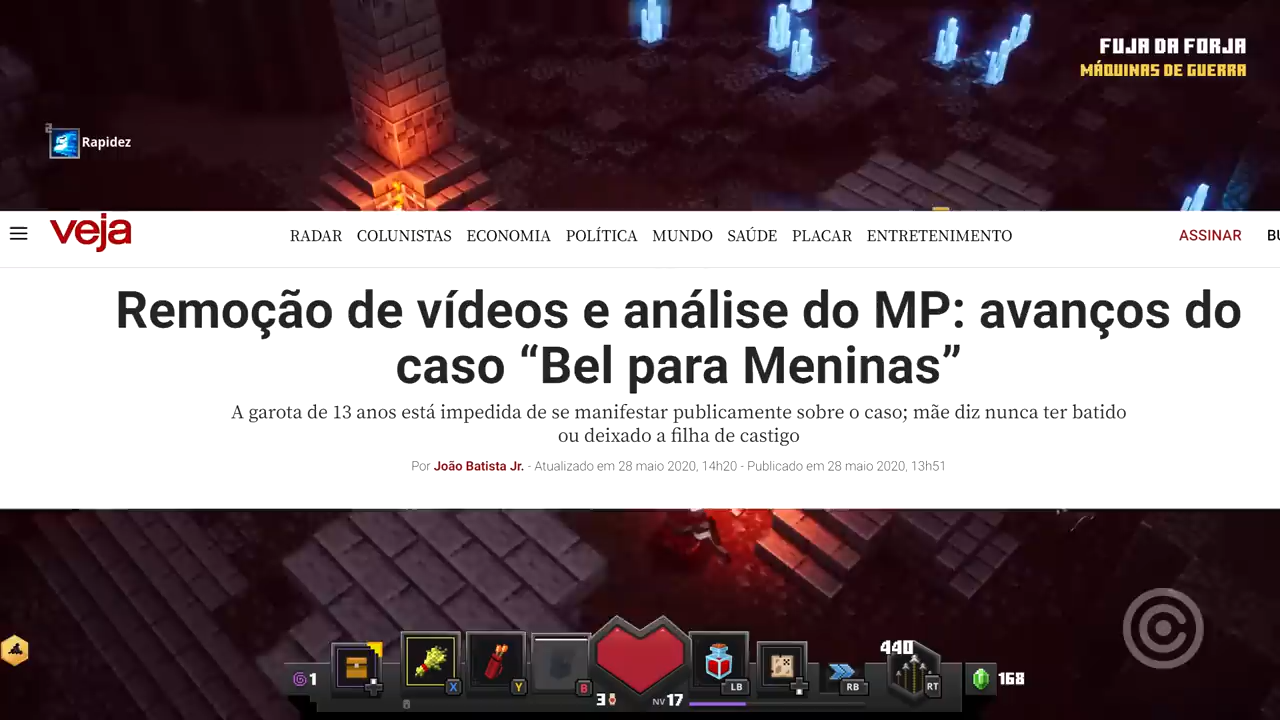 FUJA DA FORJA
MÁQUINAS DE GUERRA
2
Rapidez
veja
RADAR COLUNISTAS ECONOMIA POLÍTICA MUNDO SAÚDE PLACAR ENTRETENIMENTO
ASSINAR
Remoção de vídeos e análise do MP: avanços do
caso “Bel para Meninas”
A garota de 13 anos está impedida de se manifestar publicamente sobre o caso; mãe diz nunca ter batido
ou deixado a filha de castigo
Por João Batista Jr. - Atualizado em 28 maio 2020, 14h20 - Publicado em 28 maio 2020, 13h51
440
1
X
Y
B
LB
RB
RT
168
3
NV 17